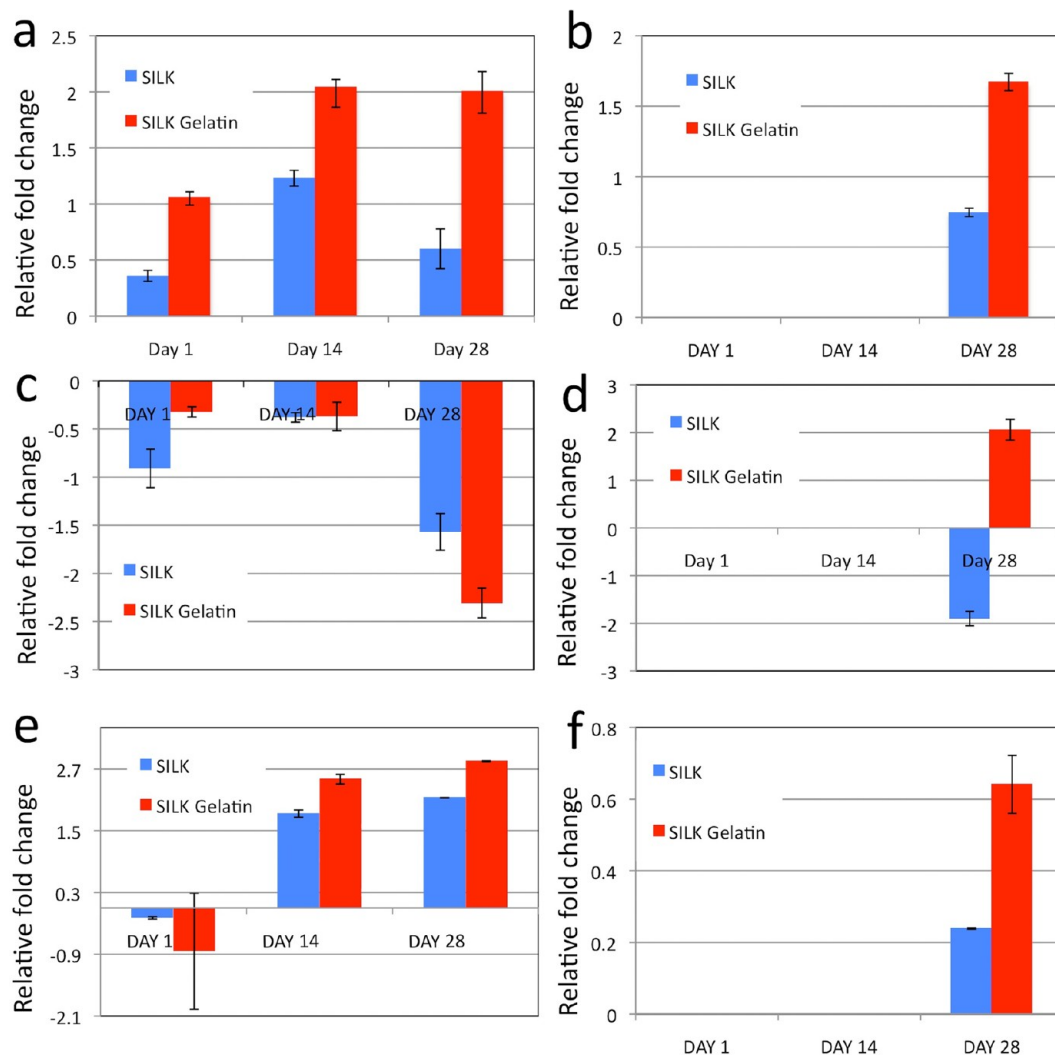 a
Relative fold change
2.5
2
1.5
1
0.5
0
SILK
SILK Gelatin
Day 1
Day 14
Day 28
b
Relative fold change
2
1.5
1
0.5
0
SILK
SILK Gelatin
DAY 1
DAY 14
DAY 28
c
Relative fold change
0
-0.5
-1
-1.5
-2
-2.5
-3
DAY 1
DAY 14
DAY 28
SILK
SILK Gelatin
d
Relative fold change
3
2
1
0
-1
-2
-3
SILK
SILK Gelatin
Day 1
Day 14
Day 28
e
Relative fold change
2.7
1.5
0.3
-0.9
-2.1
SILK
SILK Gelatin
DAY 1
DAY 14
DAY 28
f
Relative fold change
0.8
0.6
0.4
0.2
0
SILK
SILK Gelatin
DAY 1
DAY 14
DAY 28